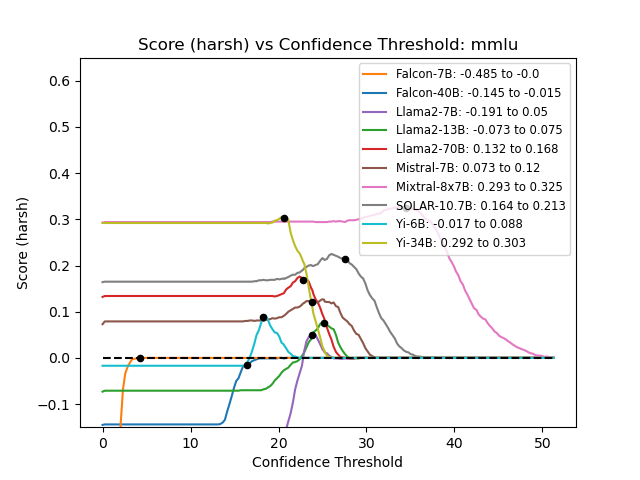 Score (harsh) vs Confidence Threshold: mmlu
Score (harsh)
0.6
0.5
0.4
0.3
0.2
0.1
0.0
−0.1
Falcon-7B: -0.485 to -0.0
Falcon-40B: -0.145 to -0.015
Llama2-7B: -0.191 to 0.05
Llama2-13B: -0.073 to 0.075
Llama2-70B: 0.132 to 0.168
Mistral-7B: 0.073 to 0.12
Mixtral-8x7B: 0.293 to 0.325
SOLAR-10.7B: 0.164 to 0.213
Yi-6B: -0.017 to 0.088
Yi-34B: 0.292 to 0.303
0 10 20 30 40 50
Confidence Threshold